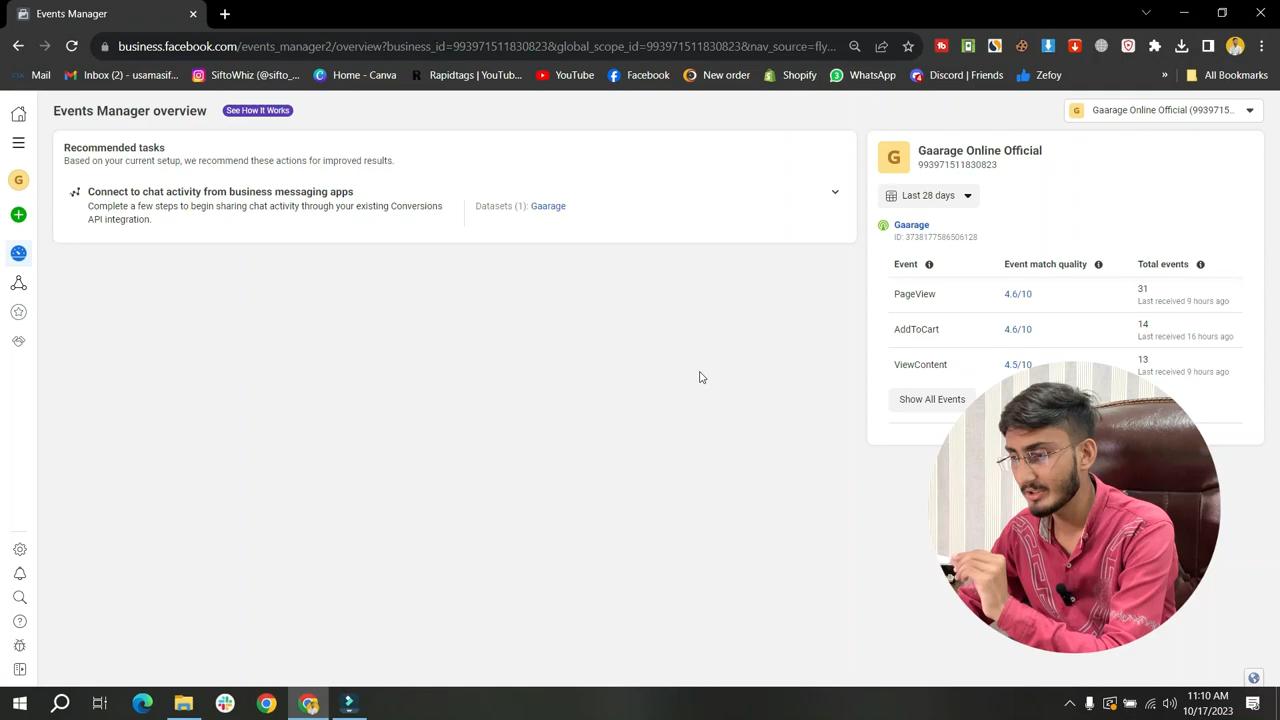 Events Manager
business.facebook.com/events_manager2/overview?business_id=993971511830823&global_scope_id=993971511830823&nav_source=fly...
Mail
Inbox (2) - usamasif...
@SiftoWhiz (@sifto_...
Home - Canva
Rapidtags | YouTub...
YouTube
Facebook
New order
Shopify
WhatsApp
Discord | Friends
Zefoy
»
All Bookmarks
Events Manager overview
See How It Works
G Gaarage Online Official (9939715...
Recommended tasks
Based on your current setup, we recommend these actions for improved results.
Connect to chat activity from business messaging apps
Complete a few steps to begin sharing chat activity through your existing Conversions
API integration.
Datasets (1): Gaarage
G
G
Gaarage Online Official
993971511830823
Last 28 days
Gaarage
ID: 3738177586506128
Event
Event match quality
Total events
PageView
4.6/10
31
Last received 9 hours ago
AddToCart
4.6/10
14
Last received 16 hours ago
ViewContent
4.5/10
13
Last received 9 hours ago
Show All Events
11:10 AM
10/17/2023